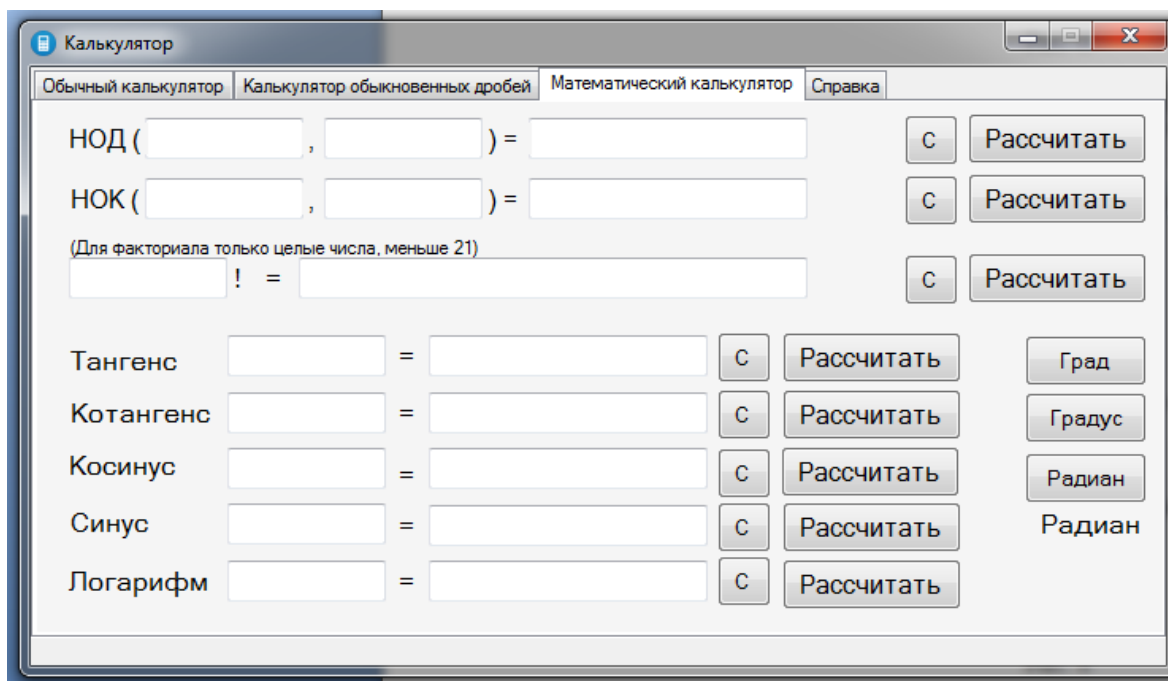 Калькулятор
Обычный калькулятор Калькулятор обыкновенных дробей Математический калькулятор Справка
НОД ( , ) = С Рассчитать
НОК ( , ) = С Рассчитать
(Для факториала только целые числа, меньше 21)
! = С Рассчитать
Тангенс = С Рассчитать Град
Котангенс = С Рассчитать Градус
Косинус = С Рассчитать Радиан
Синус = С Рассчитать Радиан
Логарифм = С Рассчитать